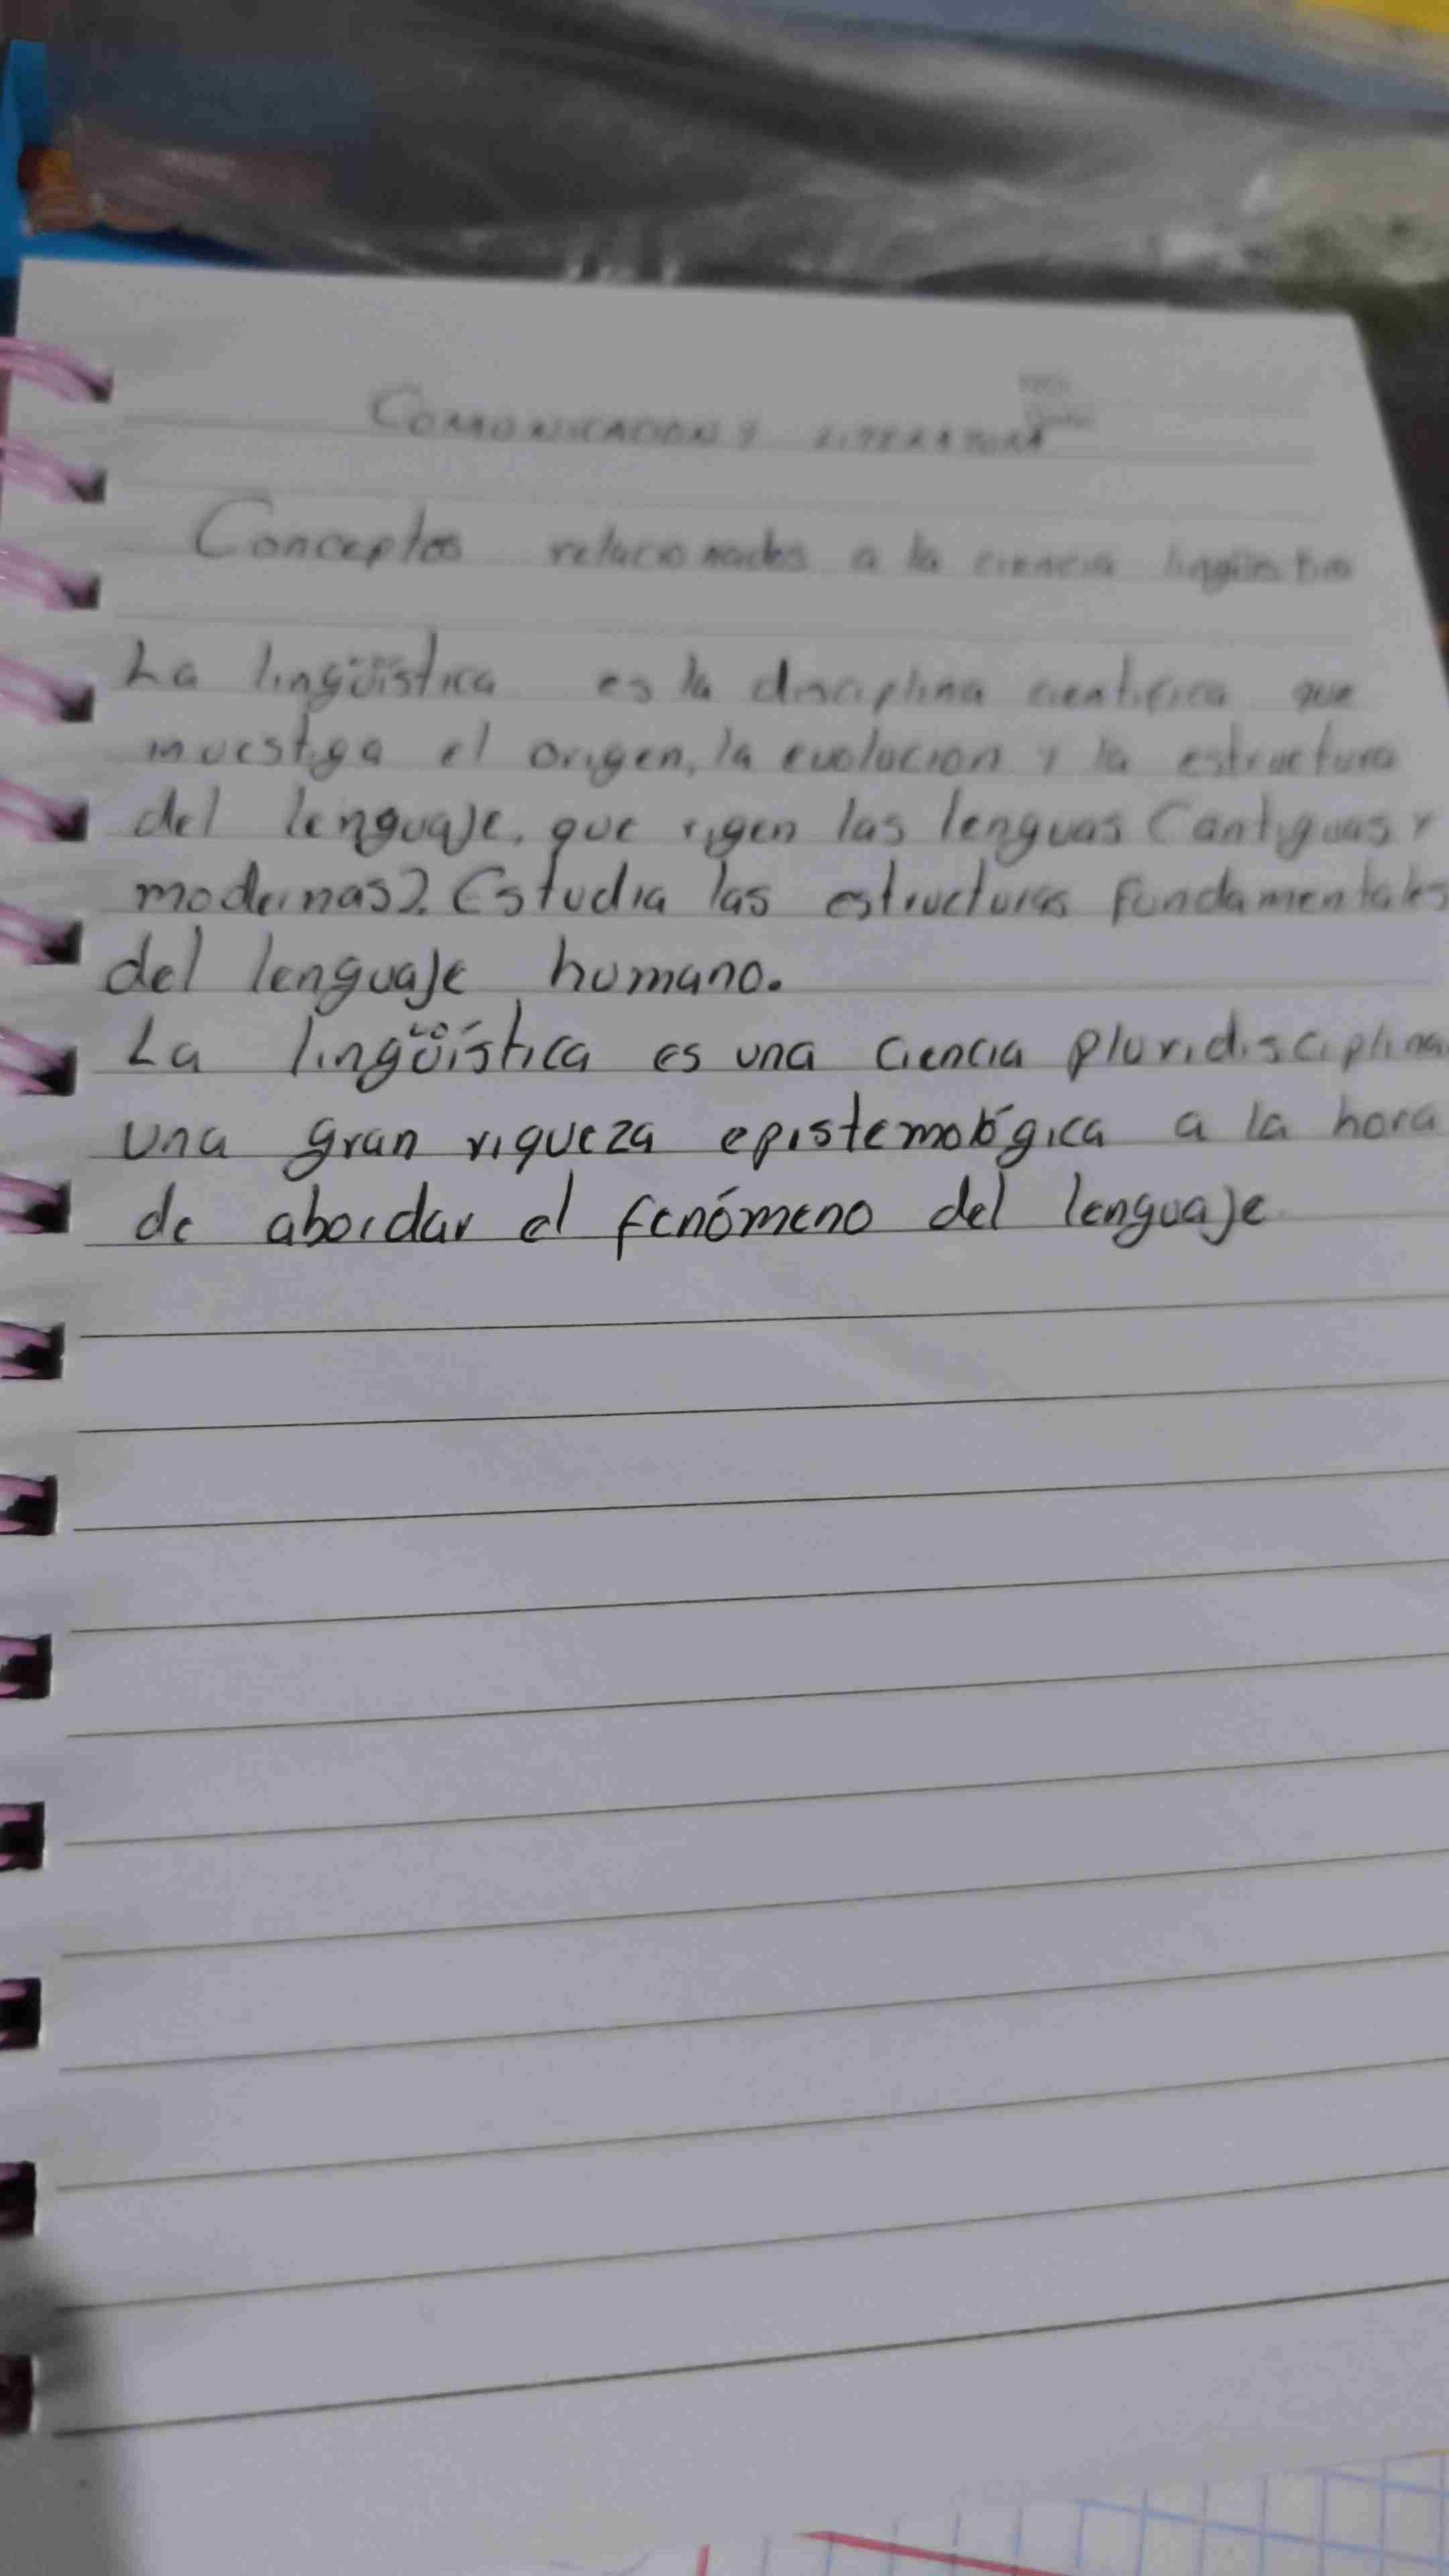 COMUNICACION Y LITERATURA
Conceptos relacionados a la ciencia lingüística
La lingüística es la disciplina cientifica que
investiga el origen, la evolucion y la estructura
del lenguaje, que rigen las lenguas (antiguas y
modernas). Estudia las estructuras fundamentales
del lenguaje humano.
La lingüística es una ciencia pluridisciplina
una gran riqueza epistemológica a la hora
de abordar el fenómeno del lenguaje